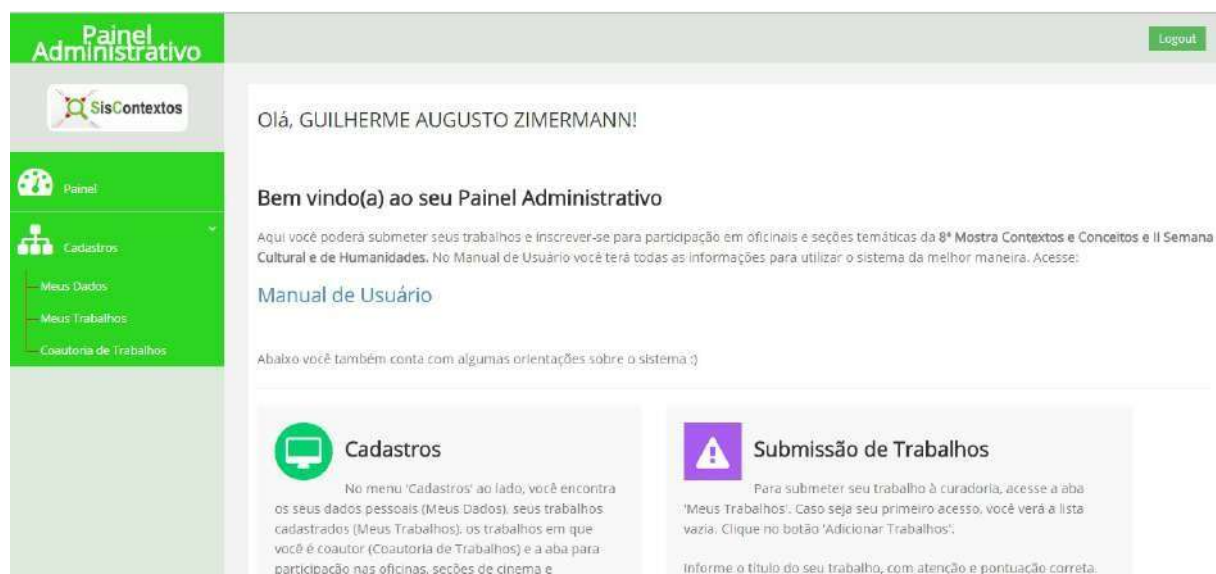 Painel
Administrativo
Logout
SisContextos
Painel
Cadastros
Meus Dados
Meus Trabalhos
Coautoria de Trabalhos
Olá, GUILHERME AUGUSTO ZIMERMANN!
Bem vindo(a) ao seu Painel Administrativo
Aqui você poderá submeter seus trabalhos e inscrever-se para participação em oficinais e seções temáticas da 8ª Mostra Contextos e Conceitos e II Semana
Cultural e de Humanidades. No Manual de Usuário você terá todas as informações para utilizar o sistema da melhor maneira. Acesse:
Manual de Usuário
Abaixo você também conta com algumas orientações sobre o sistema :)
Cadastros
No menu 'Cadastros' ao lado, você encontra
os seus dados pessoais (Meus Dados), seus trabalhos
cadastrados (Meus Trabalhos), os trabalhos em que
você é coautor (Coautoria de Trabalhos) e a aba para
participação nas oficinas, seções de cinema e
Submissão de Trabalhos
Para submeter seu trabalho à curadoria, acesse a aba
'Meus Trabalhos'. Caso seja seu primeiro acesso, você verá a lista
vazia. Clique no botão 'Adicionar Trabalhos'.
Informe o título do seu trabalho, com atenção e pontuação correta.